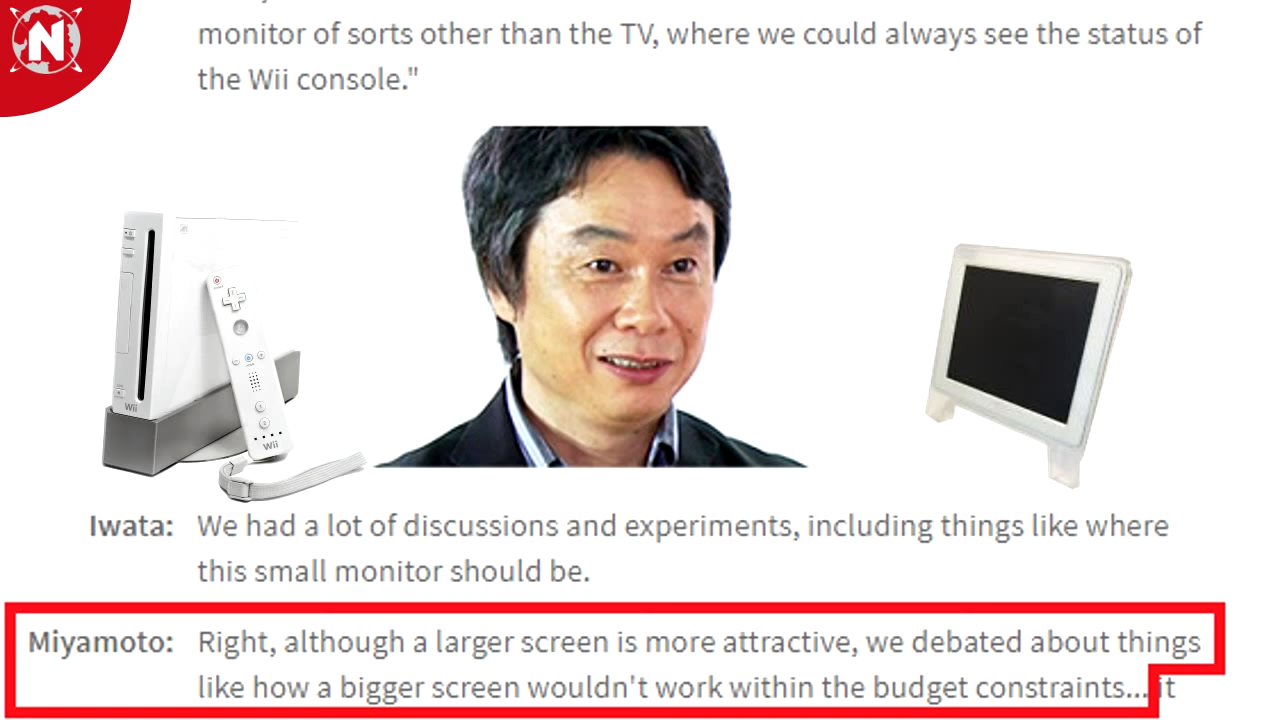 N
monitor of sorts other than the TV, where we could always see the status of
the Wii console."
Wii
Wii
Iwata: We had a lot of discussions and experiments, including things like where
this small monitor should be.
Miyamoto: Right, although a larger screen is more attractive, we debated about things
like how a bigger screen wouldn't work within the budget constraints... it